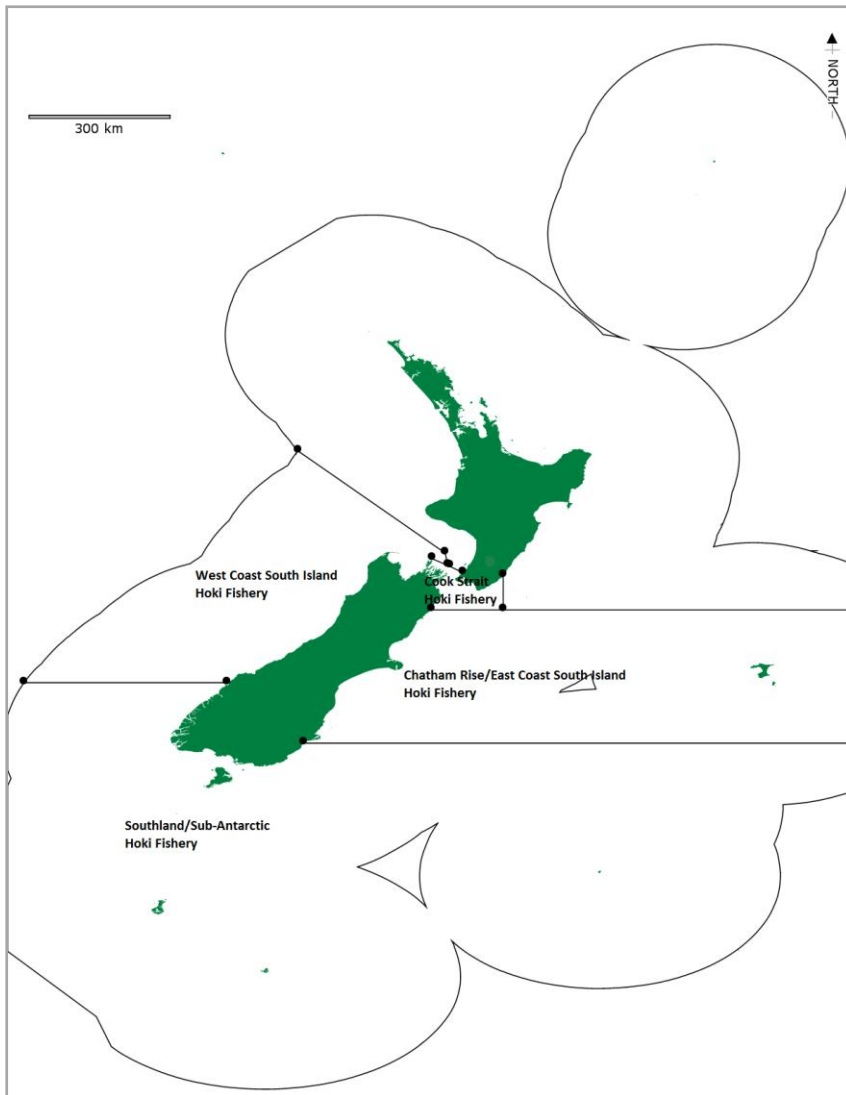 NORTH
300 km
West Coast South Island
Hoki Fishery
Cook Strait
Hoki Fishery
Chatham Rise/East Coast South Island
Hoki Fishery
Southland/Sub-Antarctic
Hoki Fishery